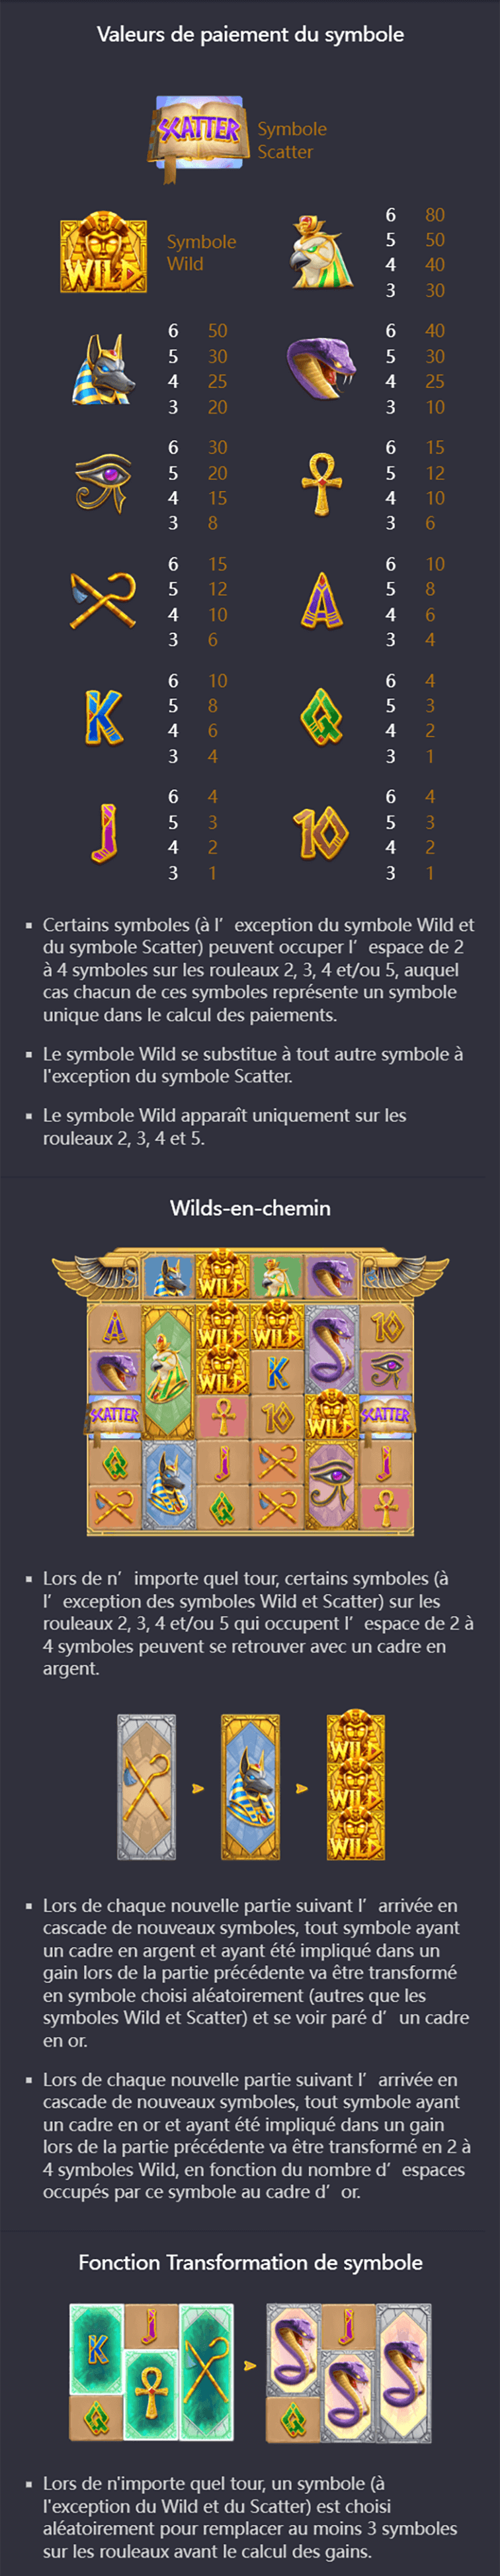 Valeurs de paiement du symbole
SCATTER
Symbole
Scatter
WILD
Symbole
Wild
6 80
5 50
4 40
3 30
6 50
5 30
4 25
3 20
6 40
5 30
4 25
3 10
6 30
5 20
4 15
3 8
6 15
5 12
4 10
3 6
6 15
5 12
4 10
3 6
A
6 10
5 8
4 6
3 4
K
6 10
5 8
4 6
3 4
Q
6 4
5 3
4 2
3 1
J
6 4
5 3
4 2
3 1
10
6 4
5 3
4 2
3 1
▪ Certains symboles (à l’exception du symbole Wild et
du symbole Scatter) peuvent occuper l’espace de 2
à 4 symboles sur les rouleaux 2, 3, 4 et/ou 5, auquel
cas chacun de ces symboles représente un symbole
unique dans le calcul des paiements.
▪ Le symbole Wild se substitue à tout autre symbole à
l'exception du symbole Scatter.
▪ Le symbole Wild apparaît uniquement sur les
rouleaux 2, 3, 4 et 5.
Wilds-en-chemin
WILD
A WILD WILD 10
WILD K
SCATTER 10 WILD SCATTER
Q J J
Q
▪ Lors de n’importe quel tour, certains symboles (à
l’exception des symboles Wild et Scatter) sur les
rouleaux 2, 3, 4 et/ou 5 qui occupent l’espace de 2 à
4 symboles peuvent se retrouver avec un cadre en
argent.
WILD
WILD
WILD
▪ Lors de chaque nouvelle partie suivant l’arrivée en
cascade de nouveaux symboles, tout symbole ayant
un cadre en argent et ayant été impliqué dans un
gain lors de la partie précédente va être transformé
en symbole choisi aléatoirement (autres que les
symboles Wild et Scatter) et se voir paré d’un cadre
en or.
▪ Lors de chaque nouvelle partie suivant l’arrivée en
cascade de nouveaux symboles, tout symbole ayant
un cadre en or et ayant été impliqué dans un gain
lors de la partie précédente va être transformé en 2 à
4 symboles Wild, en fonction du nombre d’espaces
occupés par ce symbole au cadre d’or.
Fonction Transformation de symbole
J J
K
Q Q
▪ Lors de n'importe quel tour, un symbole (à
l'exception du Wild et du Scatter) est choisi
aléatoirement pour remplacer au moins 3 symboles
sur les rouleaux avant le calcul des gains.